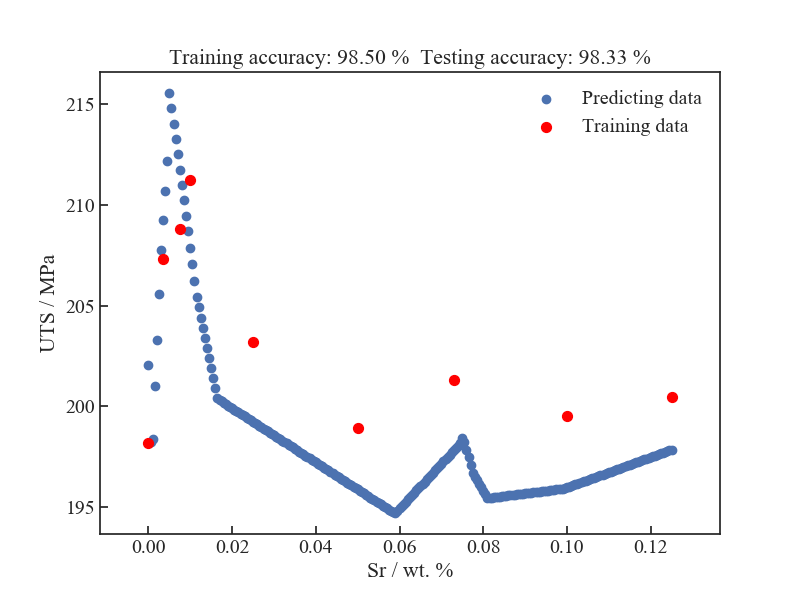 Training accuracy: 98.50 %  Testing accuracy: 98.33 %
Predicting data
Training data
215
210
205
200
195
UTS / MPa
0.00 0.02 0.04 0.06 0.08 0.10 0.12
Sr / wt. %